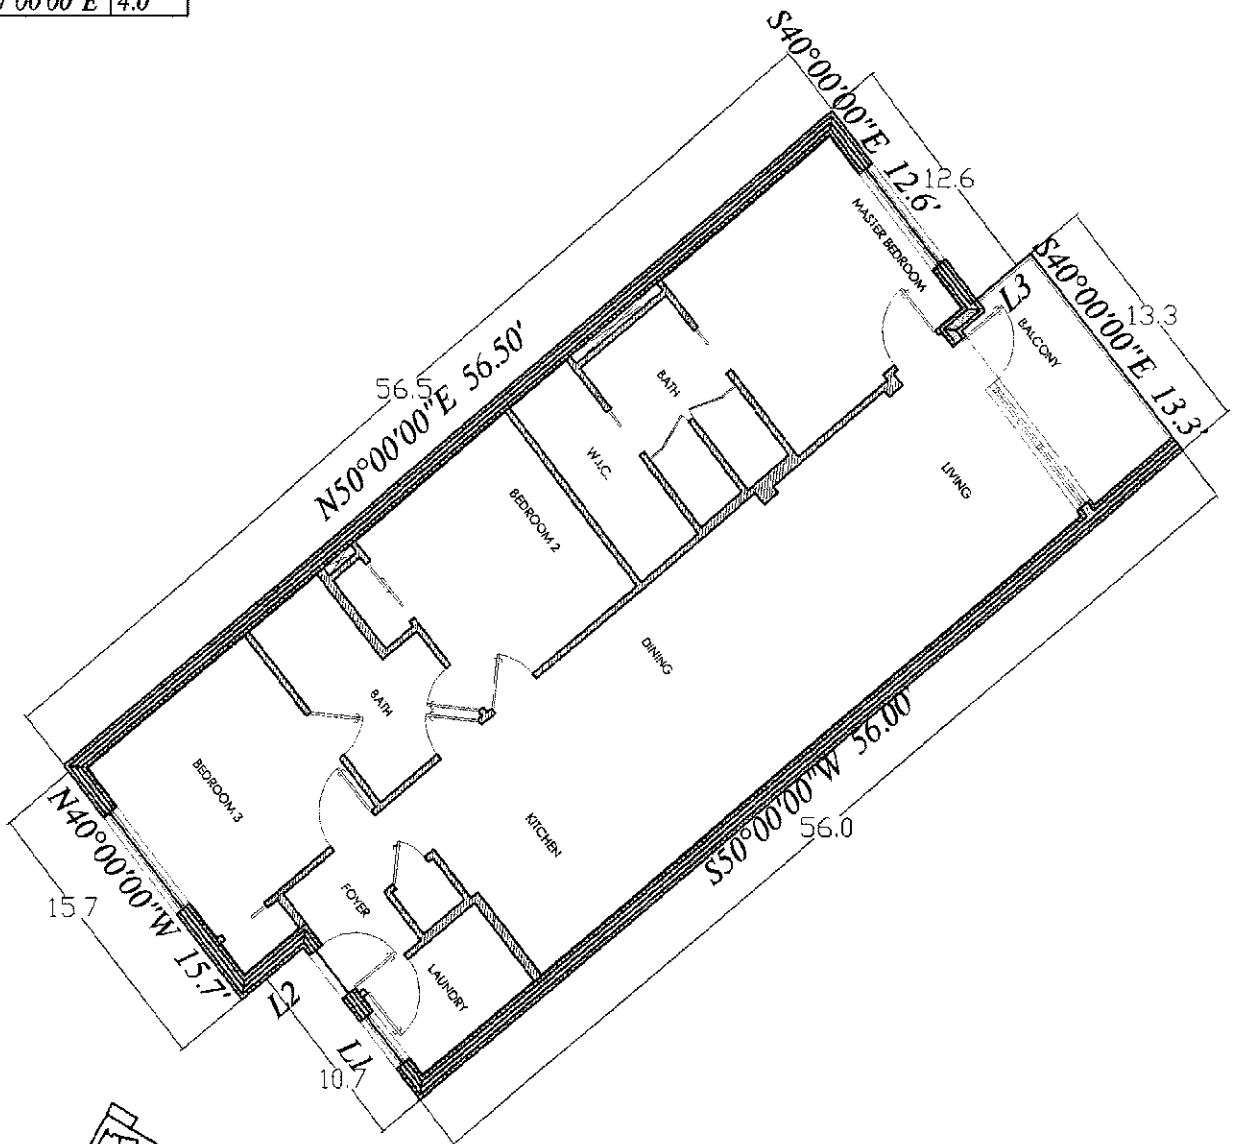 00'00"E 4.0
S40°00'00"E 12.6'
12.6
MASTER BEDROOM
S40°00'00"E 13.3'
13.3
L3
BALCONY
56.5
N50°00'00"E 56.50'
BATH
W.I.C.
LIVING
BEDROOM 2
DINING
BATH
BEDROOM 3
KITCHEN
S50°00'00"W 56.00
56.0
N40°00'00"W 15.7'
15.7
FOYER
LAUNDRY
L2
L1
10.7